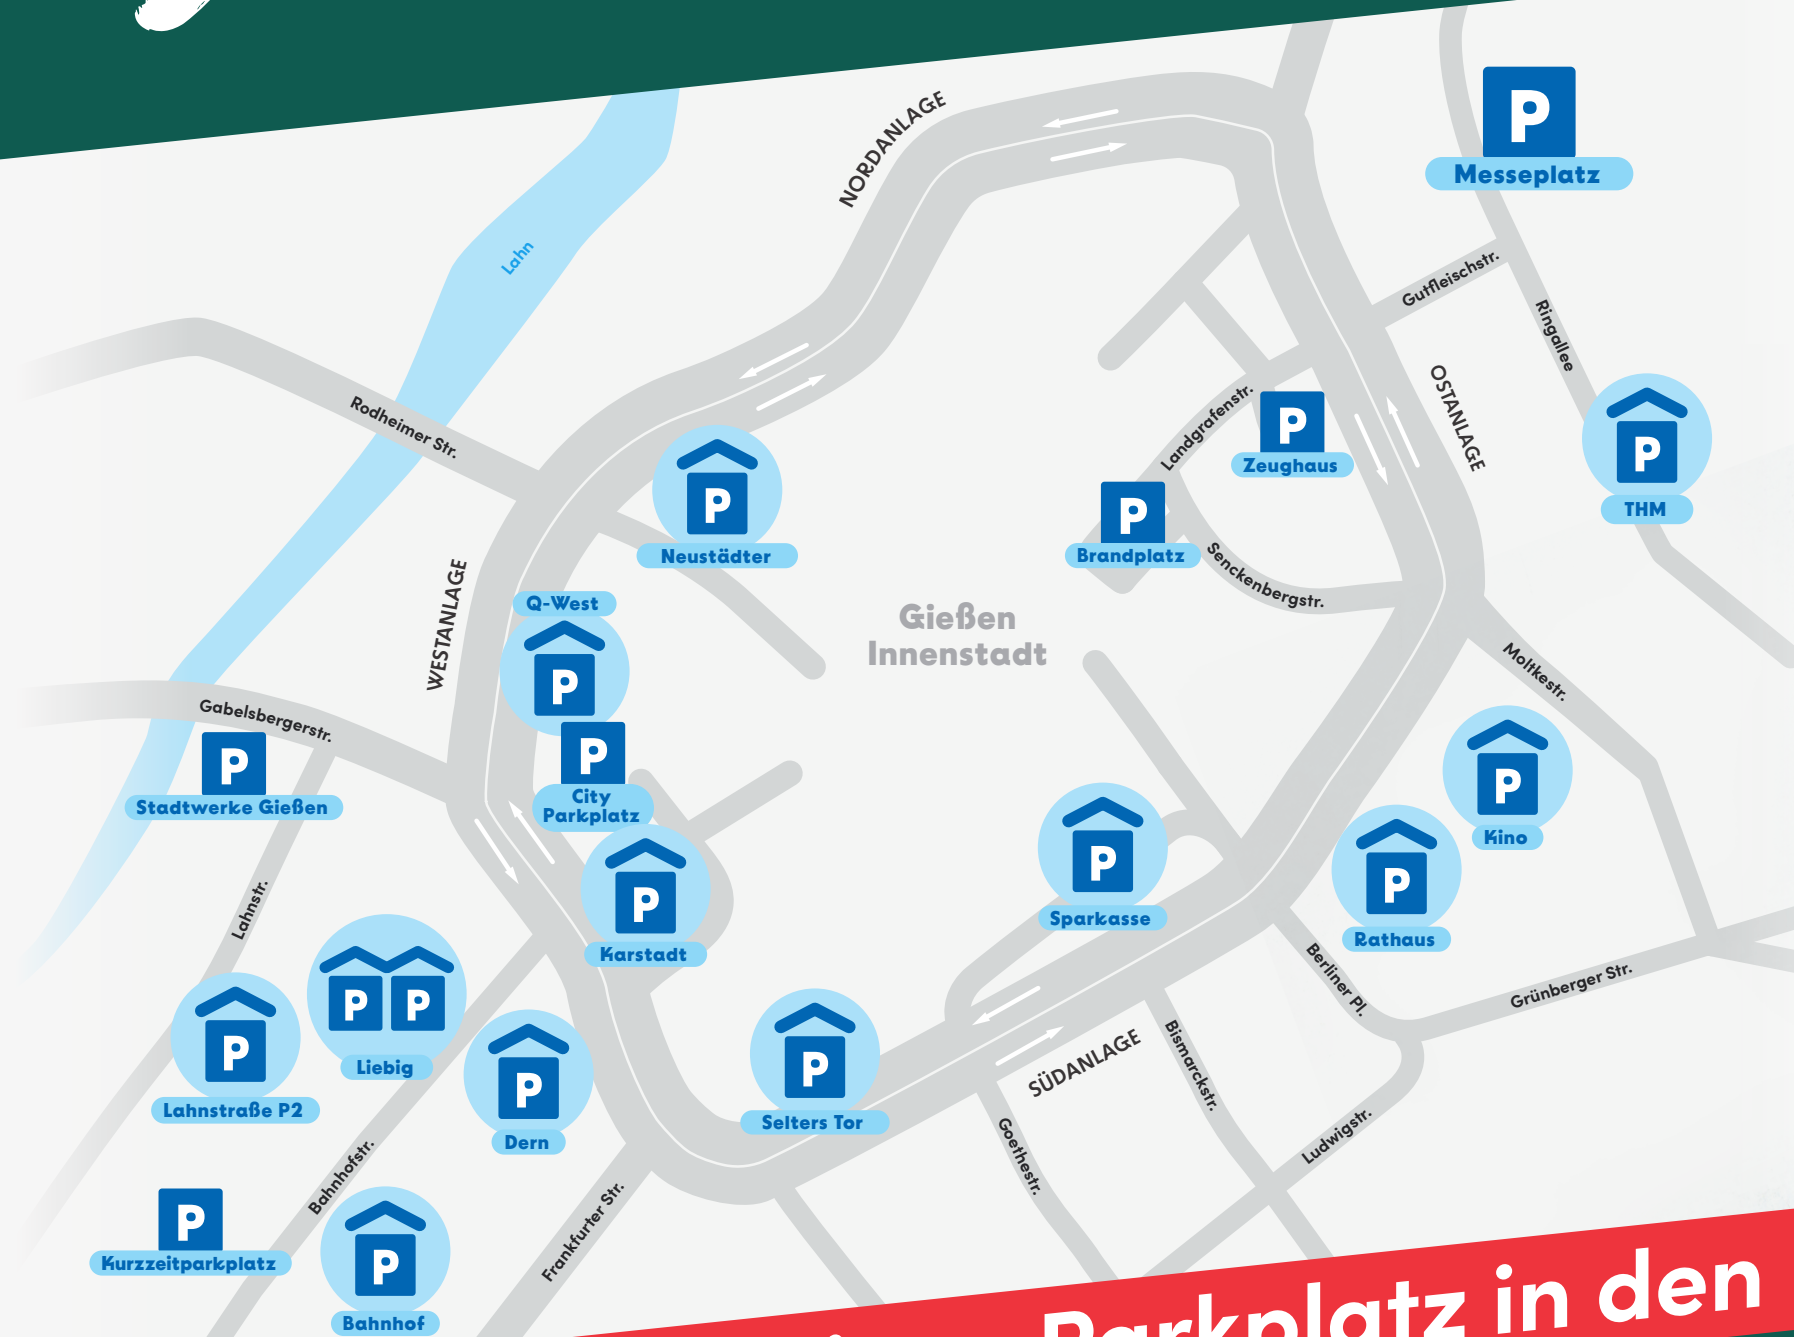 NORDANLAGE
P
Messeplatz
Lahn
Gutfleischstr.
Ringallee
OSTANLAGE
Rodheimer Str.
Landgrafenstr.
P
Zeughaus
P
THM
P
Neustädter
P
Brandplatz
Senckenbergstr.
WESTANLAGE
Q-West
P
Gießen
Innenstadt
Moltkestr.
Gabelsbergerstr.
P
Stadtwerke Gießen
P
City
Parkplatz
P
Kino
P
Sparkasse
P
Rathaus
P
Karstadt
Lahnstr.
Berliner Pl.
Grünberger Str.
P P
Liebig
P
Lahnstraße P2
P
Dern
P
Selters Tor
SÜDANLAGE
Bismarckstr.
Goethestr.
Ludwigstr.
Bahnhofstr.
Frankfurter Str.
P
Kurzzeitparkplatz
P
Bahnhof
Parkplatz in den